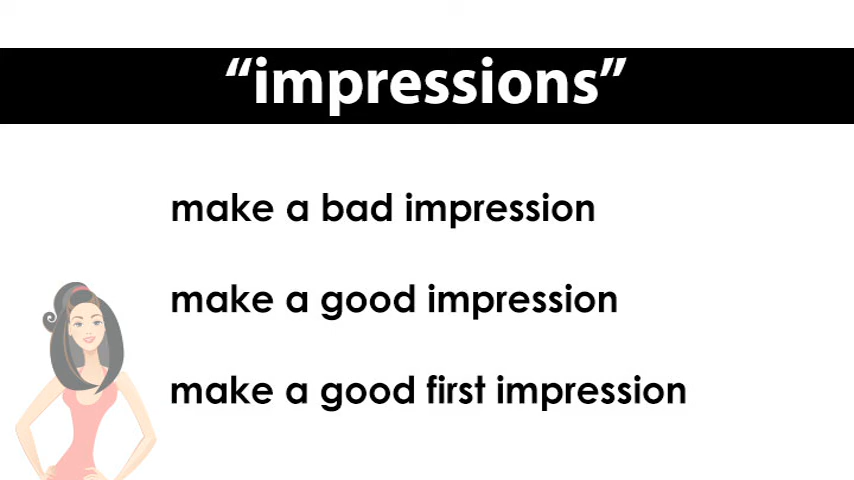 “impressions”
make a bad impression
make a good impression
make a good first impression